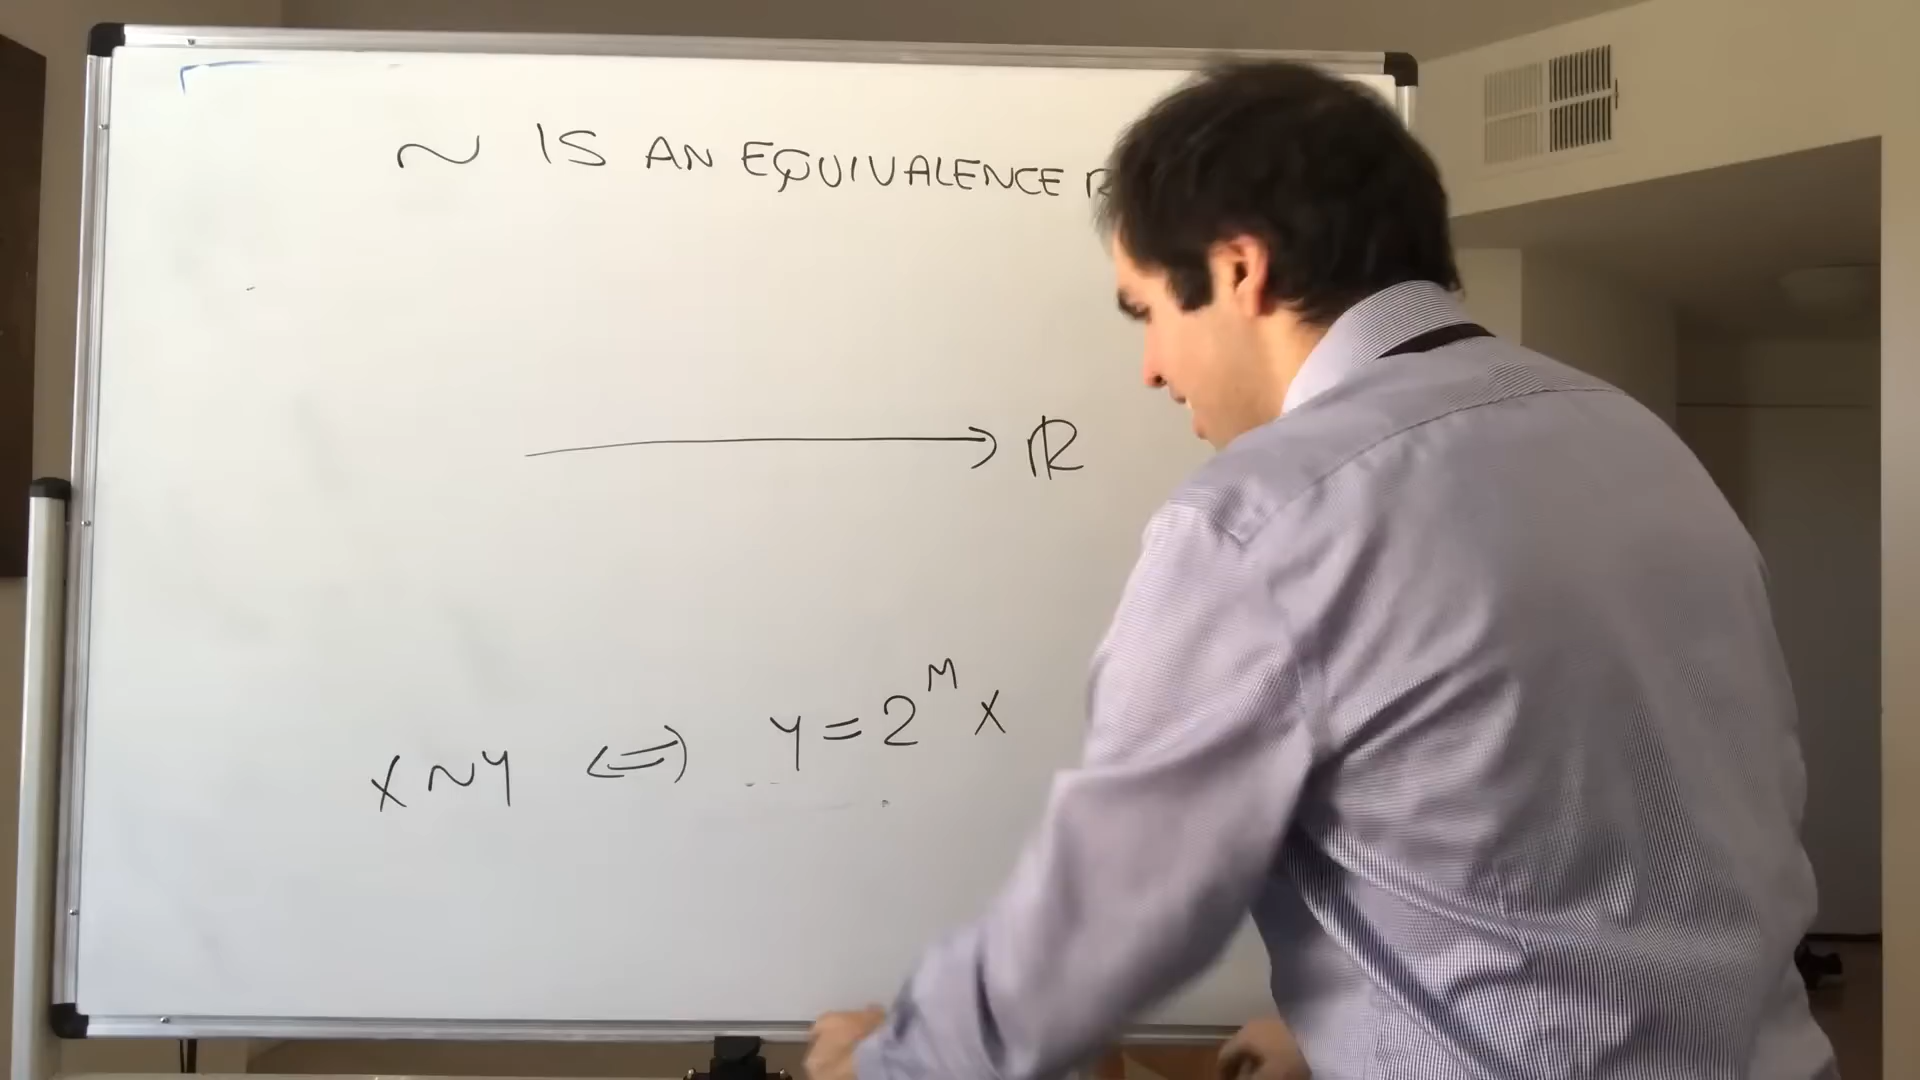 ~ IS AN EQUIVALENCE
→ ℝ
x ~ y ⇔ y = 2^M x